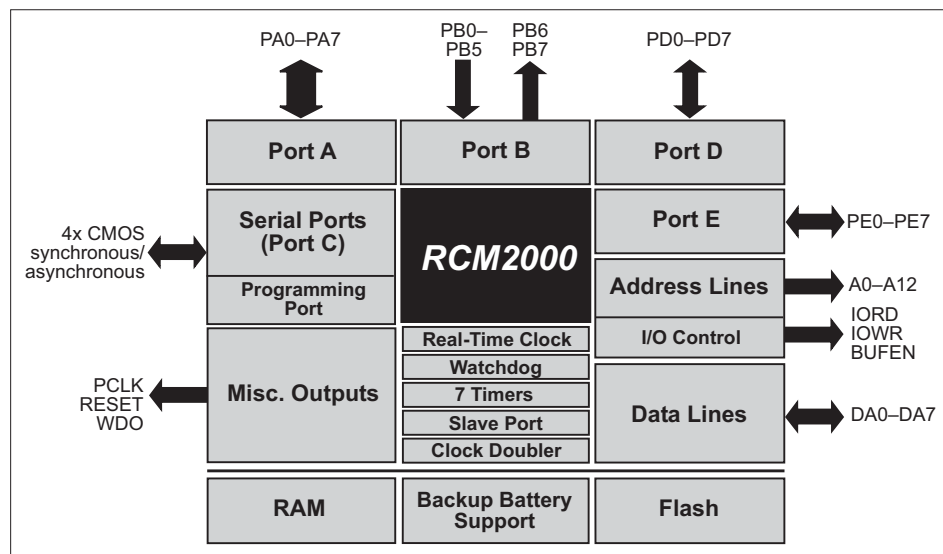 PA0–PA7
PB0–
PB5
PB6
PB7
PD0–PD7
Port A
Port B
Port D
4x CMOS
synchronous/
asynchronous
Serial Ports
(Port C)
Programming
Port
RCM2000
Port E
PE0–PE7
Address Lines
A0–A12
I/O Control
IORD
IOWR
BUFEN
PCLK
RESET
WDO
Misc. Outputs
Real-Time Clock
Watchdog
7 Timers
Slave Port
Clock Doubler
Data Lines
DA0–DA7
RAM
Backup Battery
Support
Flash